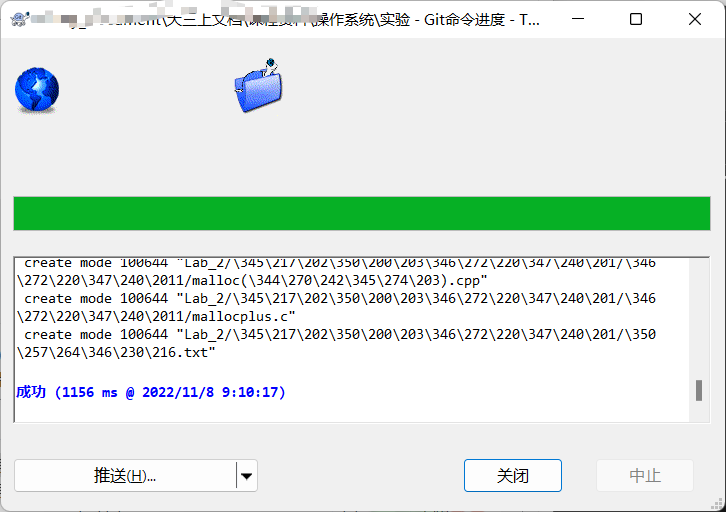 ument\大三上文档\课程资料\操作系统\实验 - Git命令进度 - T...
create mode 100644 "Lab_2/\345\217\202\350\200\203\346\272\220\347\240\201/\346
\272\220\347\240\2011/malloc(\344\270\242\345\274\203).cpp"
create mode 100644 "Lab_2/\345\217\202\350\200\203\346\272\220\347\240\201/\346
\272\220\347\240\2011/mallocplus.c"
create mode 100644 "Lab_2/\345\217\202\350\200\203\346\272\220\347\240\201/\350
\257\264\346\230\216.txt"
成功 (1156 ms @ 2022/11/8 9:10:17)
推送(H)...
关闭
中止